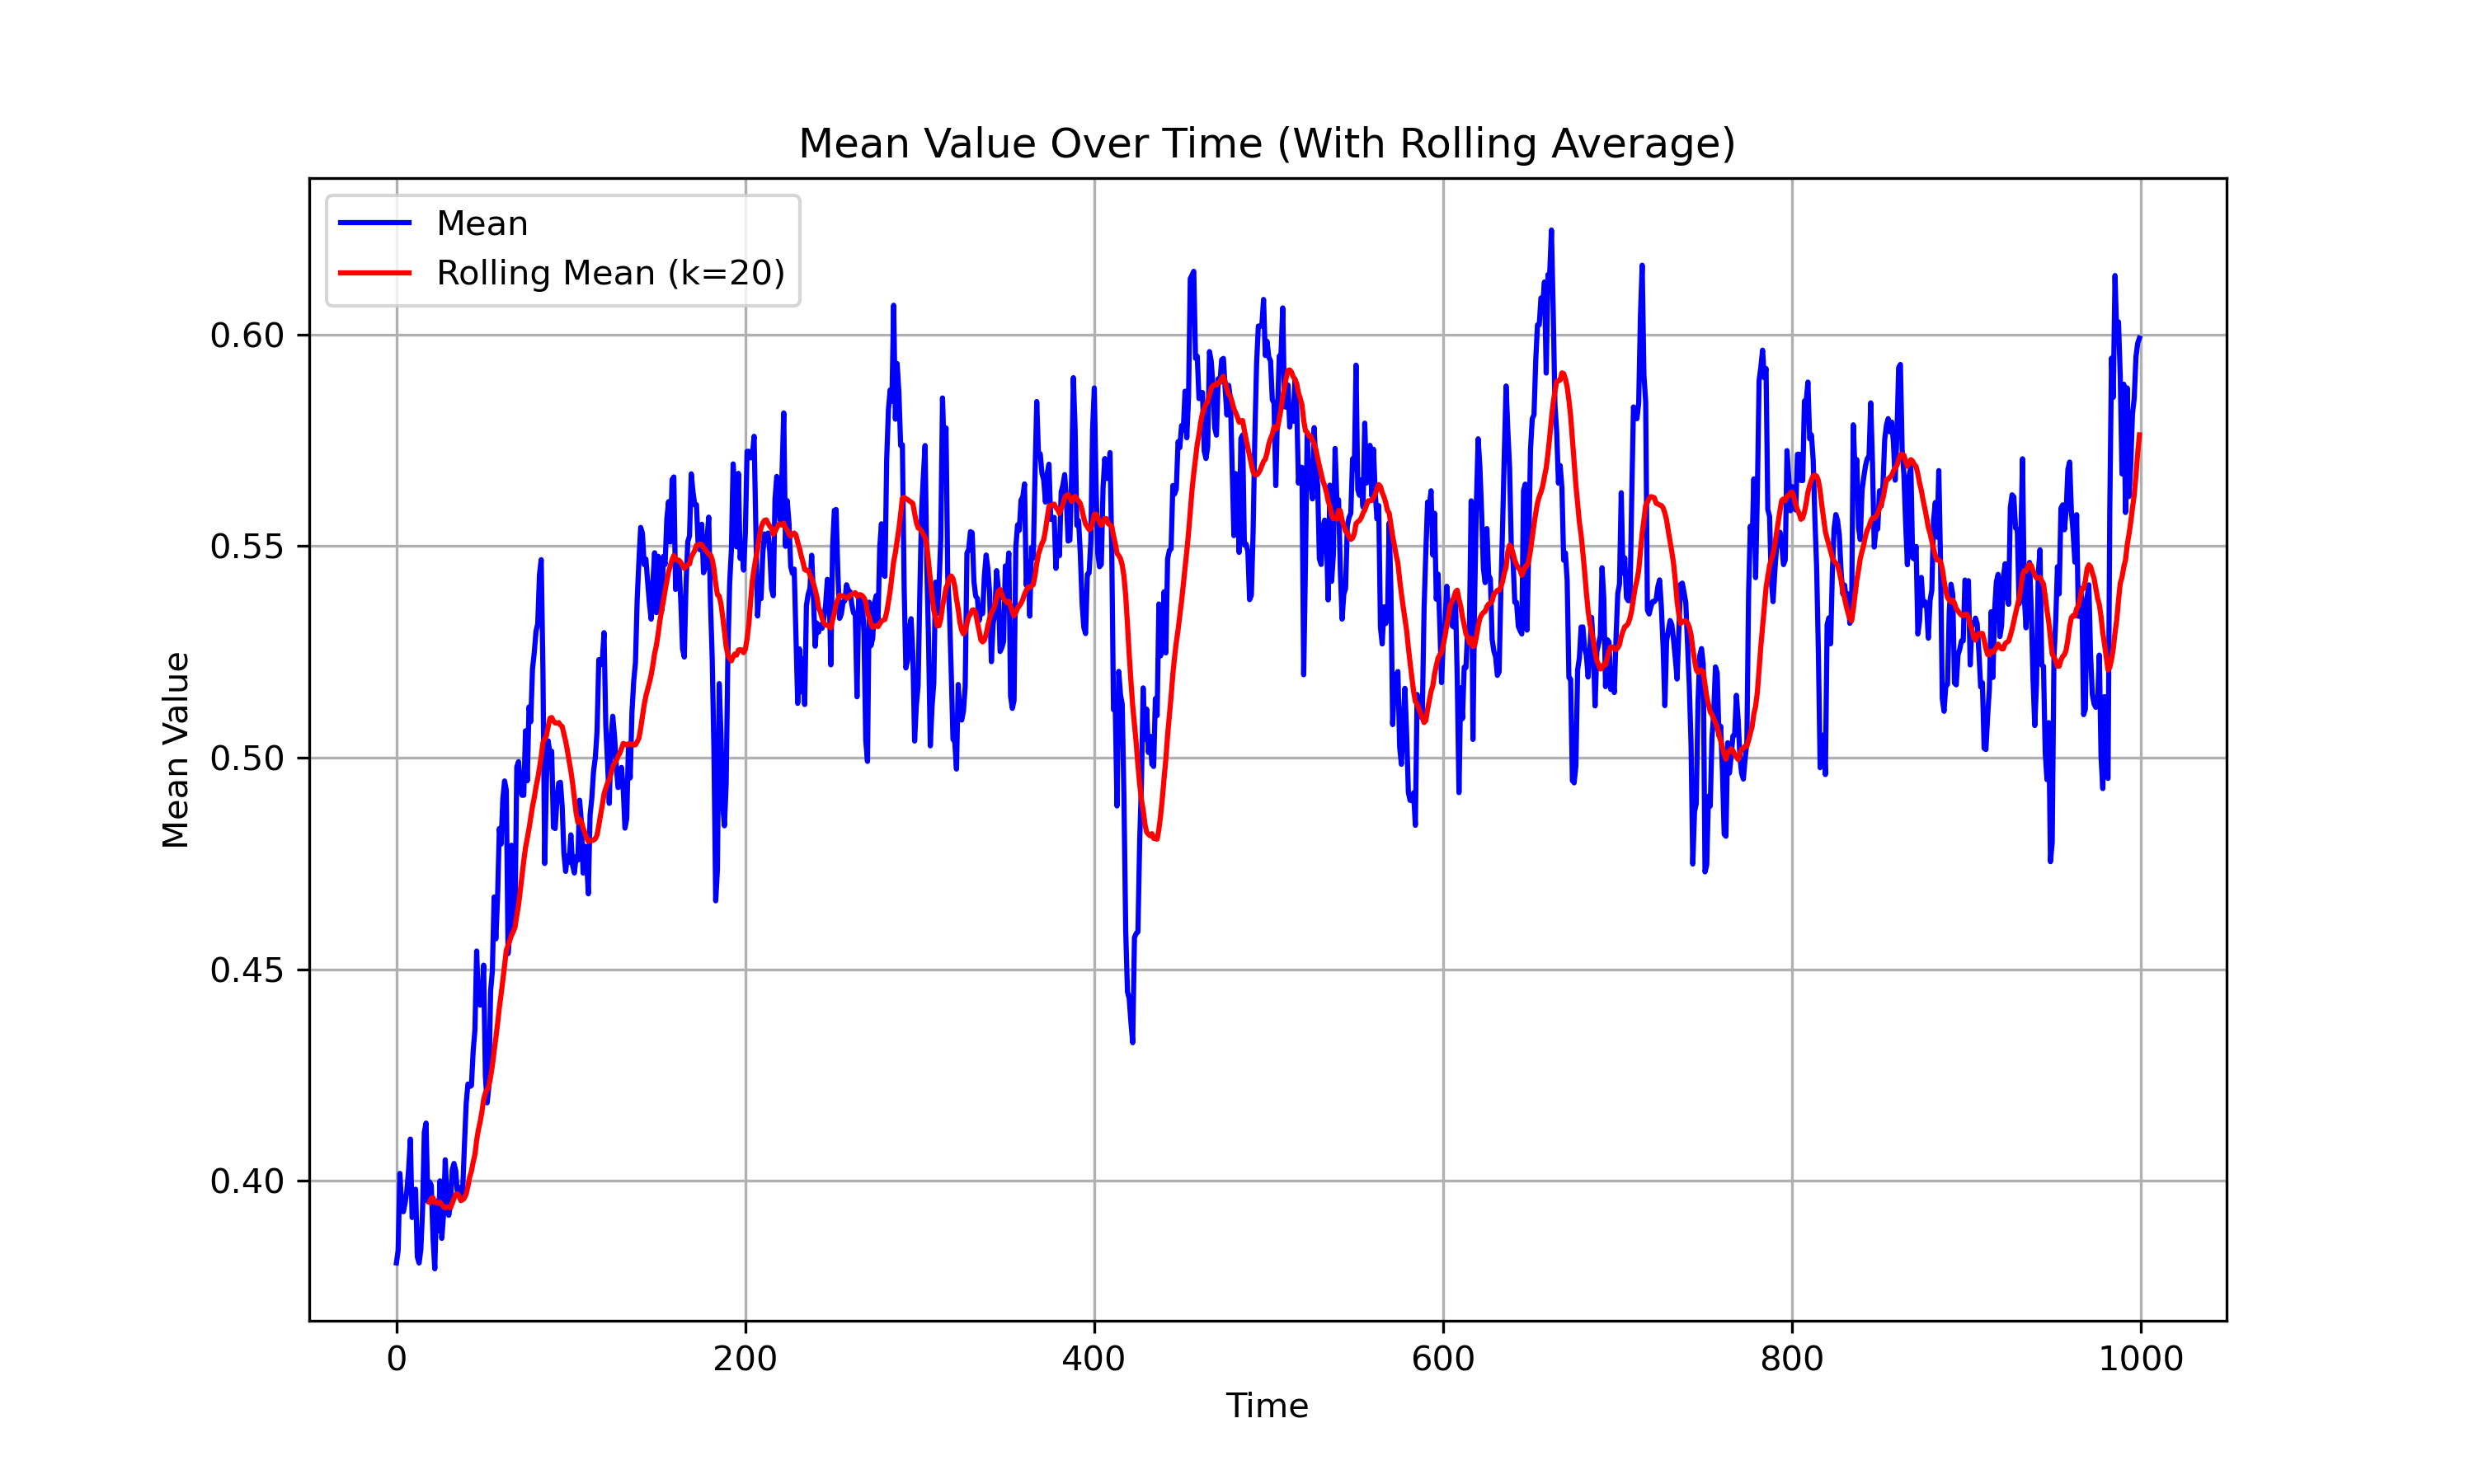 Mean Value Over Time (With Rolling Average)
Mean
Rolling Mean (k=20)
0.60
0.55
0.50
0.45
0.40
Mean Value
0 200 400 600 800 1000
Time